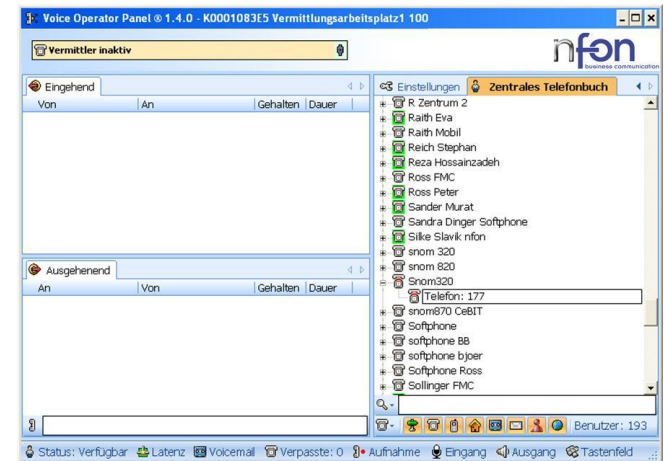 Voice Operator Panel ® 1.4.0 - K0001083E5 Vermittlungsarbeitsplatz1 100
Vermittler inaktiv
nfon
business communication
Eingehend
Von An Gehalten Dauer
Ausgehenend
An Von Gehalten Dauer
Einstellungen Zentrales Telefonbuch
R Zentrum 2
Raith Eva
Raith Mobil
Reich Stephan
Reza Hossainzadeh
Ross FMC
Ross Peter
Sander Murat
Sandra Dinger Softphone
Silke Slavik nfon
snom 320
snom 820
Snom320
Telefon: 177
snom870 CeBIT
Softphone
softphone BB
softphone bjoer
Softphone Ross
Sollinger FMC
Benutzer: 193
Status: Verfügbar Latenz Voicemail Verpasste: 0 Aufnahme Eingang Ausgang Tastenfeld